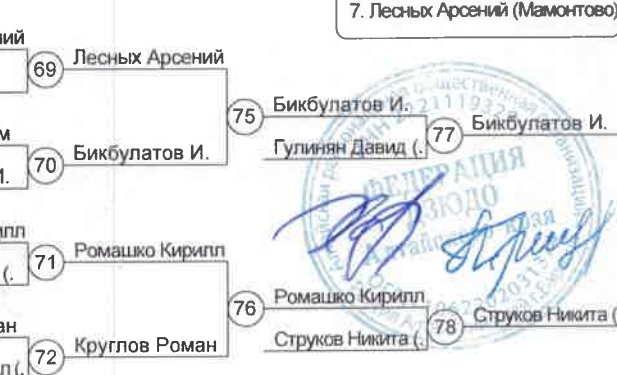 7. Лесных Арсений (Мамонтово)
69
Лесных Арсений
70
Бикбулатов И.
75
Бикбулатов И.
Гулинян Давид (.
77
Бикбулатов И.
71
Ромашко Кирилл
72
Круглов Роман
76
Ромашко Кирилл
Струков Никита (.
78
Струков Никита (
ФЕДЕРАЦИЯ
ДЗЮДО